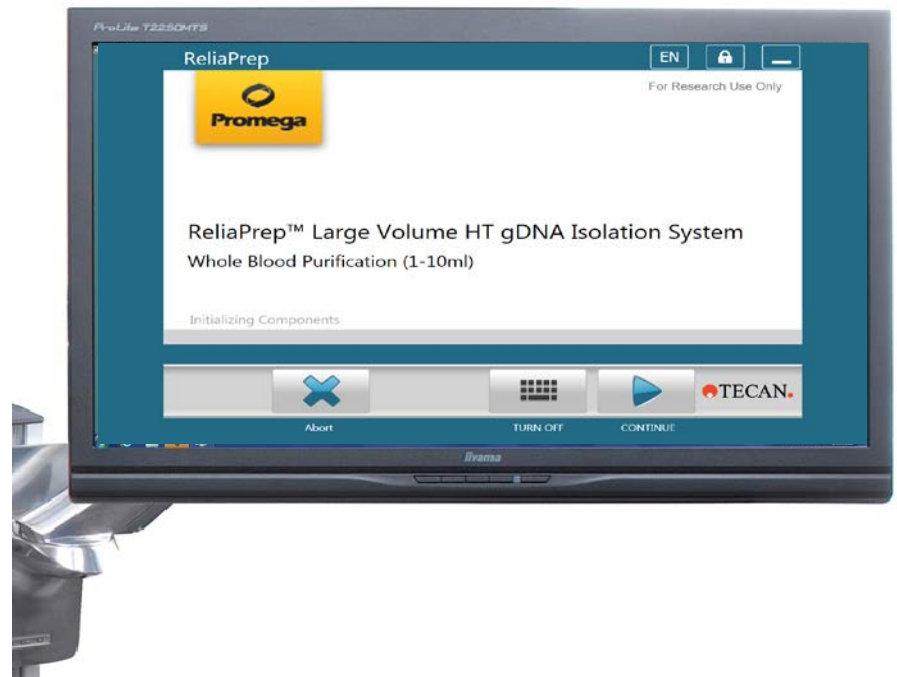 ProLite T2250MTS
ReliaPrep
EN
For Research Use Only
Promega
ReliaPrep™ Large Volume HT gDNA Isolation System
Whole Blood Purification (1-10ml)
Initializing Components
TECAN.
Abort
TURN OFF
CONTINUE
iiyama